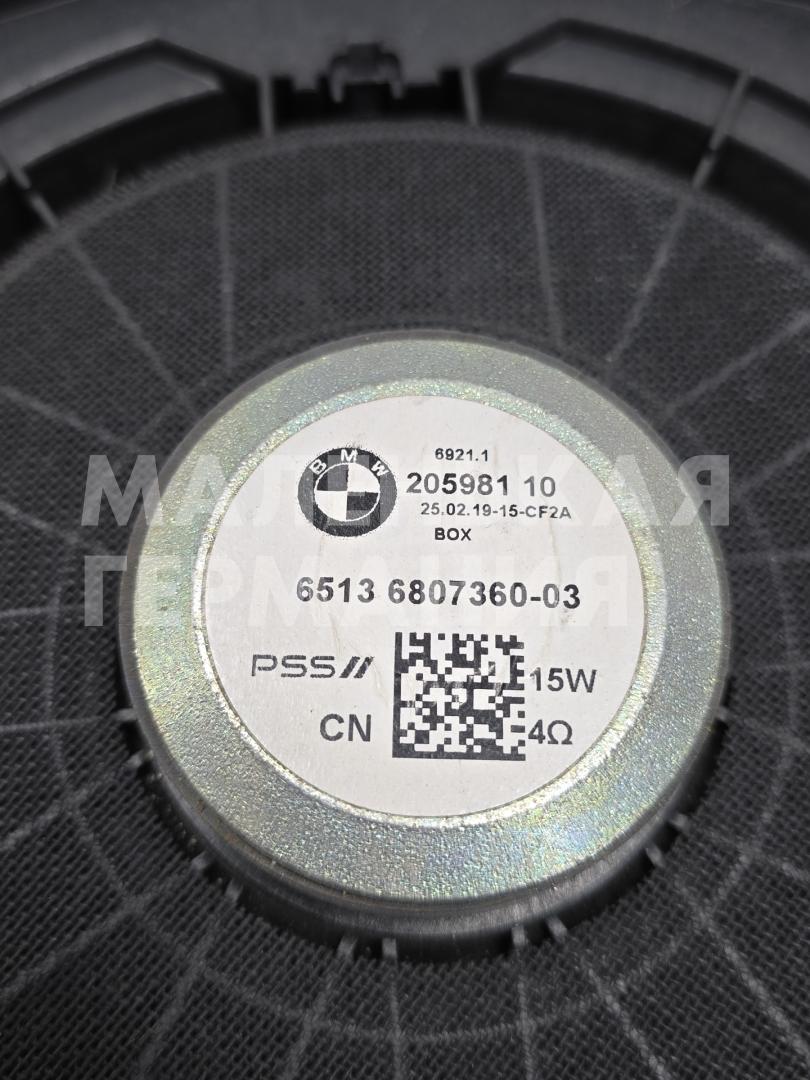 BMW
6921.1
205981 10
25.02.19-15-CF2A
BOX
МАЛЕНЬКАЯ
ГЕРМАНИЯ
6513 6807360-03
PSS//
15W
CN
4Ω